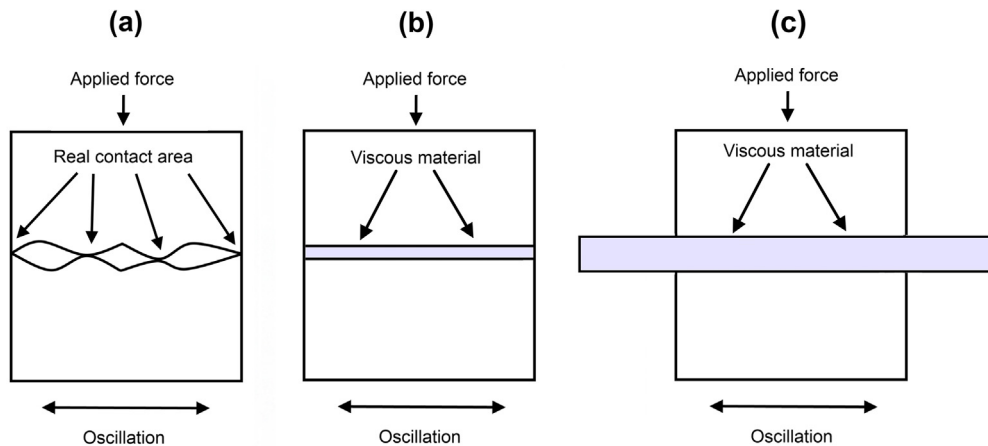 (a)
Applied force
Real contact area
Oscillation
(b)
Applied force
Viscous material
Oscillation
(c)
Applied force
Viscous material
Oscillation